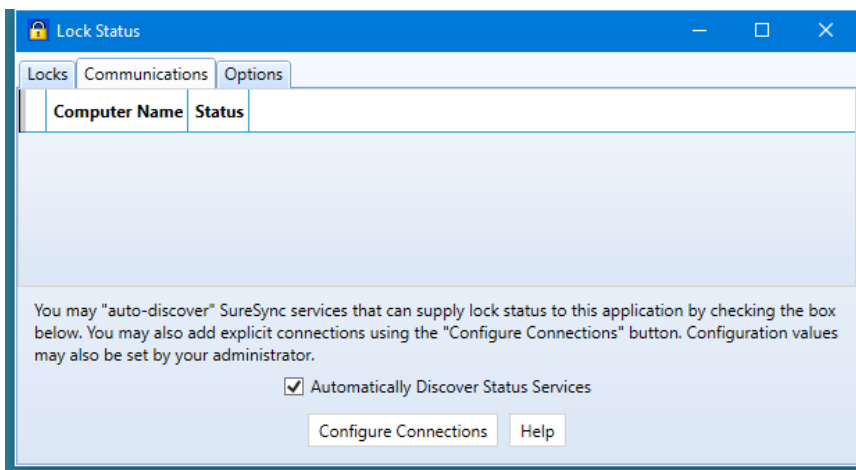 Lock Status
Locks Communications Options
Computer Name Status
You may "auto-discover" SureSync services that can supply lock status to this application by checking the box
below. You may also add explicit connections using the "Configure Connections" button. Configuration values
may also be set by your administrator.
Automatically Discover Status Services
Configure Connections Help